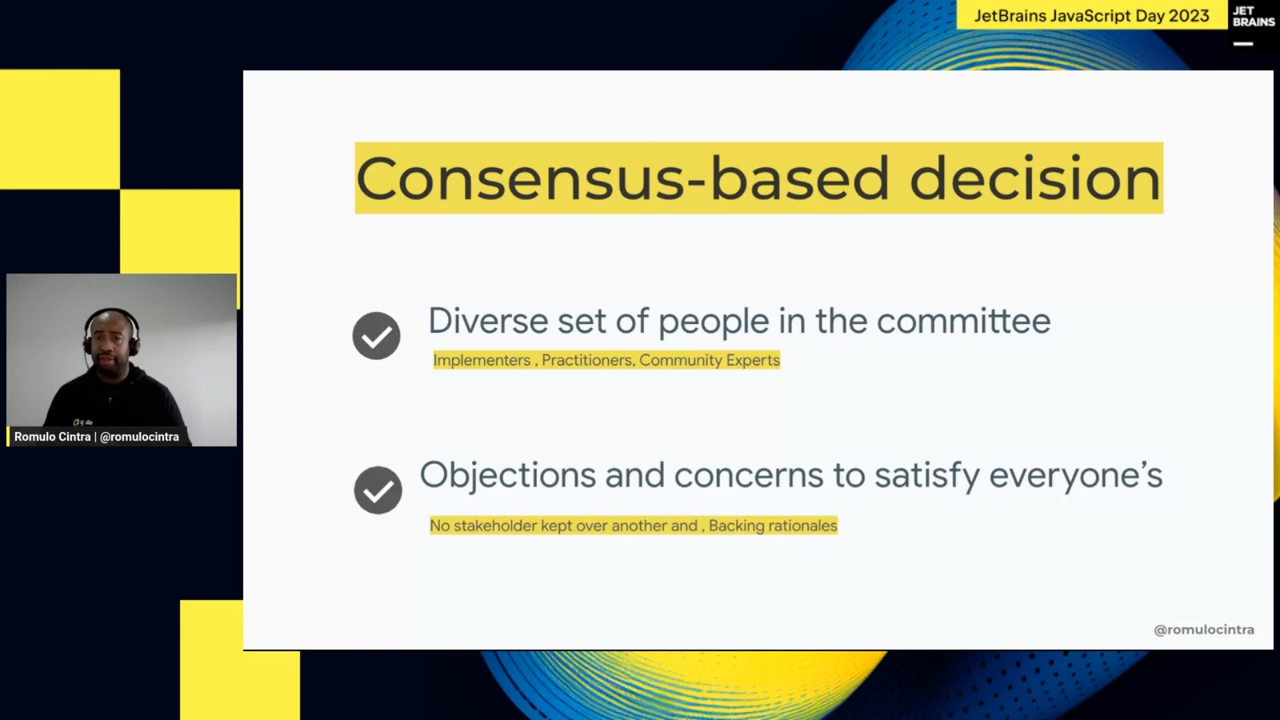 JetBrains JavaScript Day 2023
JET
BRAINS
Consensus-based decision
Diverse set of people in the committee
Implementers , Practitioners, Community Experts
Romulo Cintra | @romulocintra
Objections and concerns to satisfy everyone’s
No stakeholder kept over another and , Backing rationales
@romulocintra